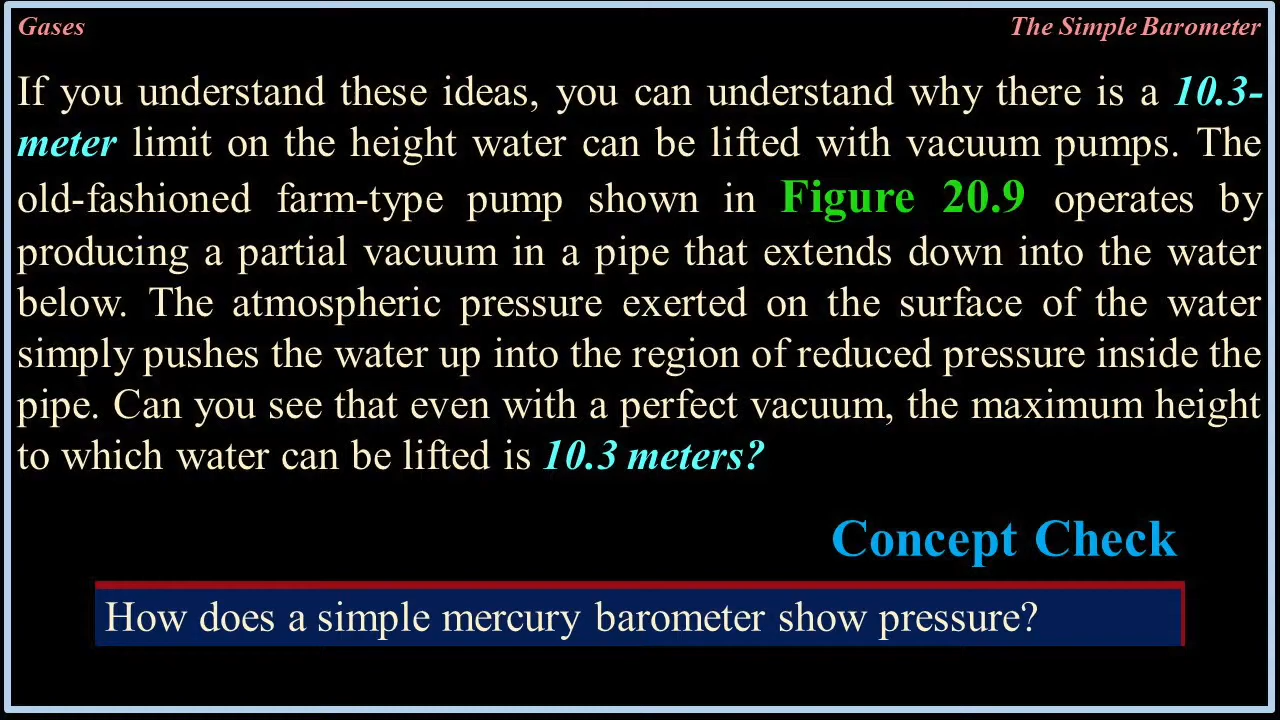 Gases
The Simple Barometer
If you understand these ideas, you can understand why there is a 10.3-
meter limit on the height water can be lifted with vacuum pumps. The
old-fashioned farm-type pump shown in Figure 20.9 operates by
producing a partial vacuum in a pipe that extends down into the water
below. The atmospheric pressure exerted on the surface of the water
simply pushes the water up into the region of reduced pressure inside the
pipe. Can you see that even with a perfect vacuum, the maximum height
to which water can be lifted is 10.3 meters?
Concept Check
How does a simple mercury barometer show pressure?